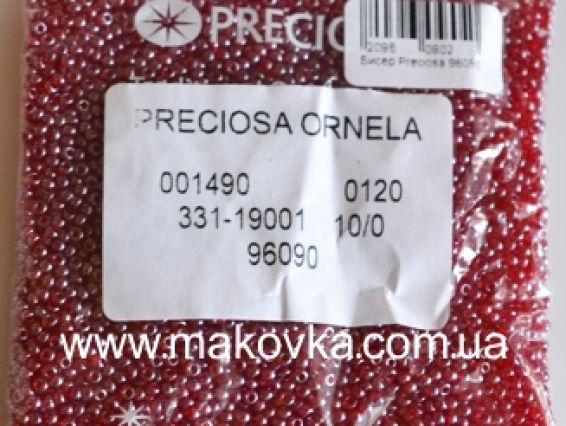 PRECIO
2096 0902
Бисер Preciosa 96090
PRECIOSA ORNELA
001490 0120
331-19001 10/0
96090
www.makovka.com.ua